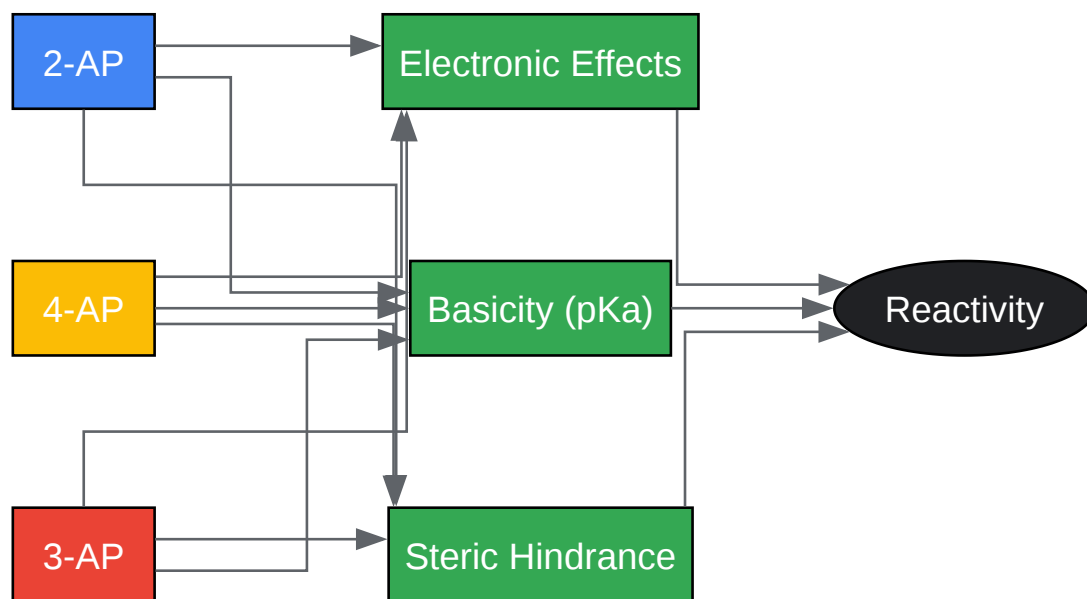 2-AP
Electronic Effects
4-AP
Basicity (pKa)
Reactivity
3-AP
Steric Hindrance